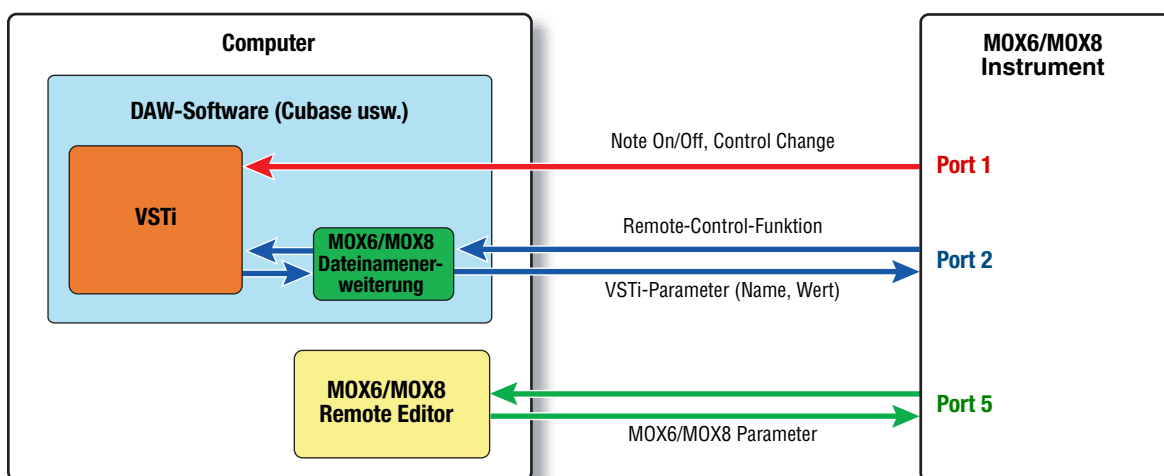 Computer
MOX6/MOX8
Instrument
DAW-Software (Cubase usw.)
Note On/Off, Control Change
Port 1
VSTi
Remote-Control-Funktion
MOX6/MOX8
Dateinamener-
weiterung
Port 2
VSTi-Parameter (Name, Wert)
MOX6/MOX8
Remote Editor
Port 5
MOX6/MOX8 Parameter